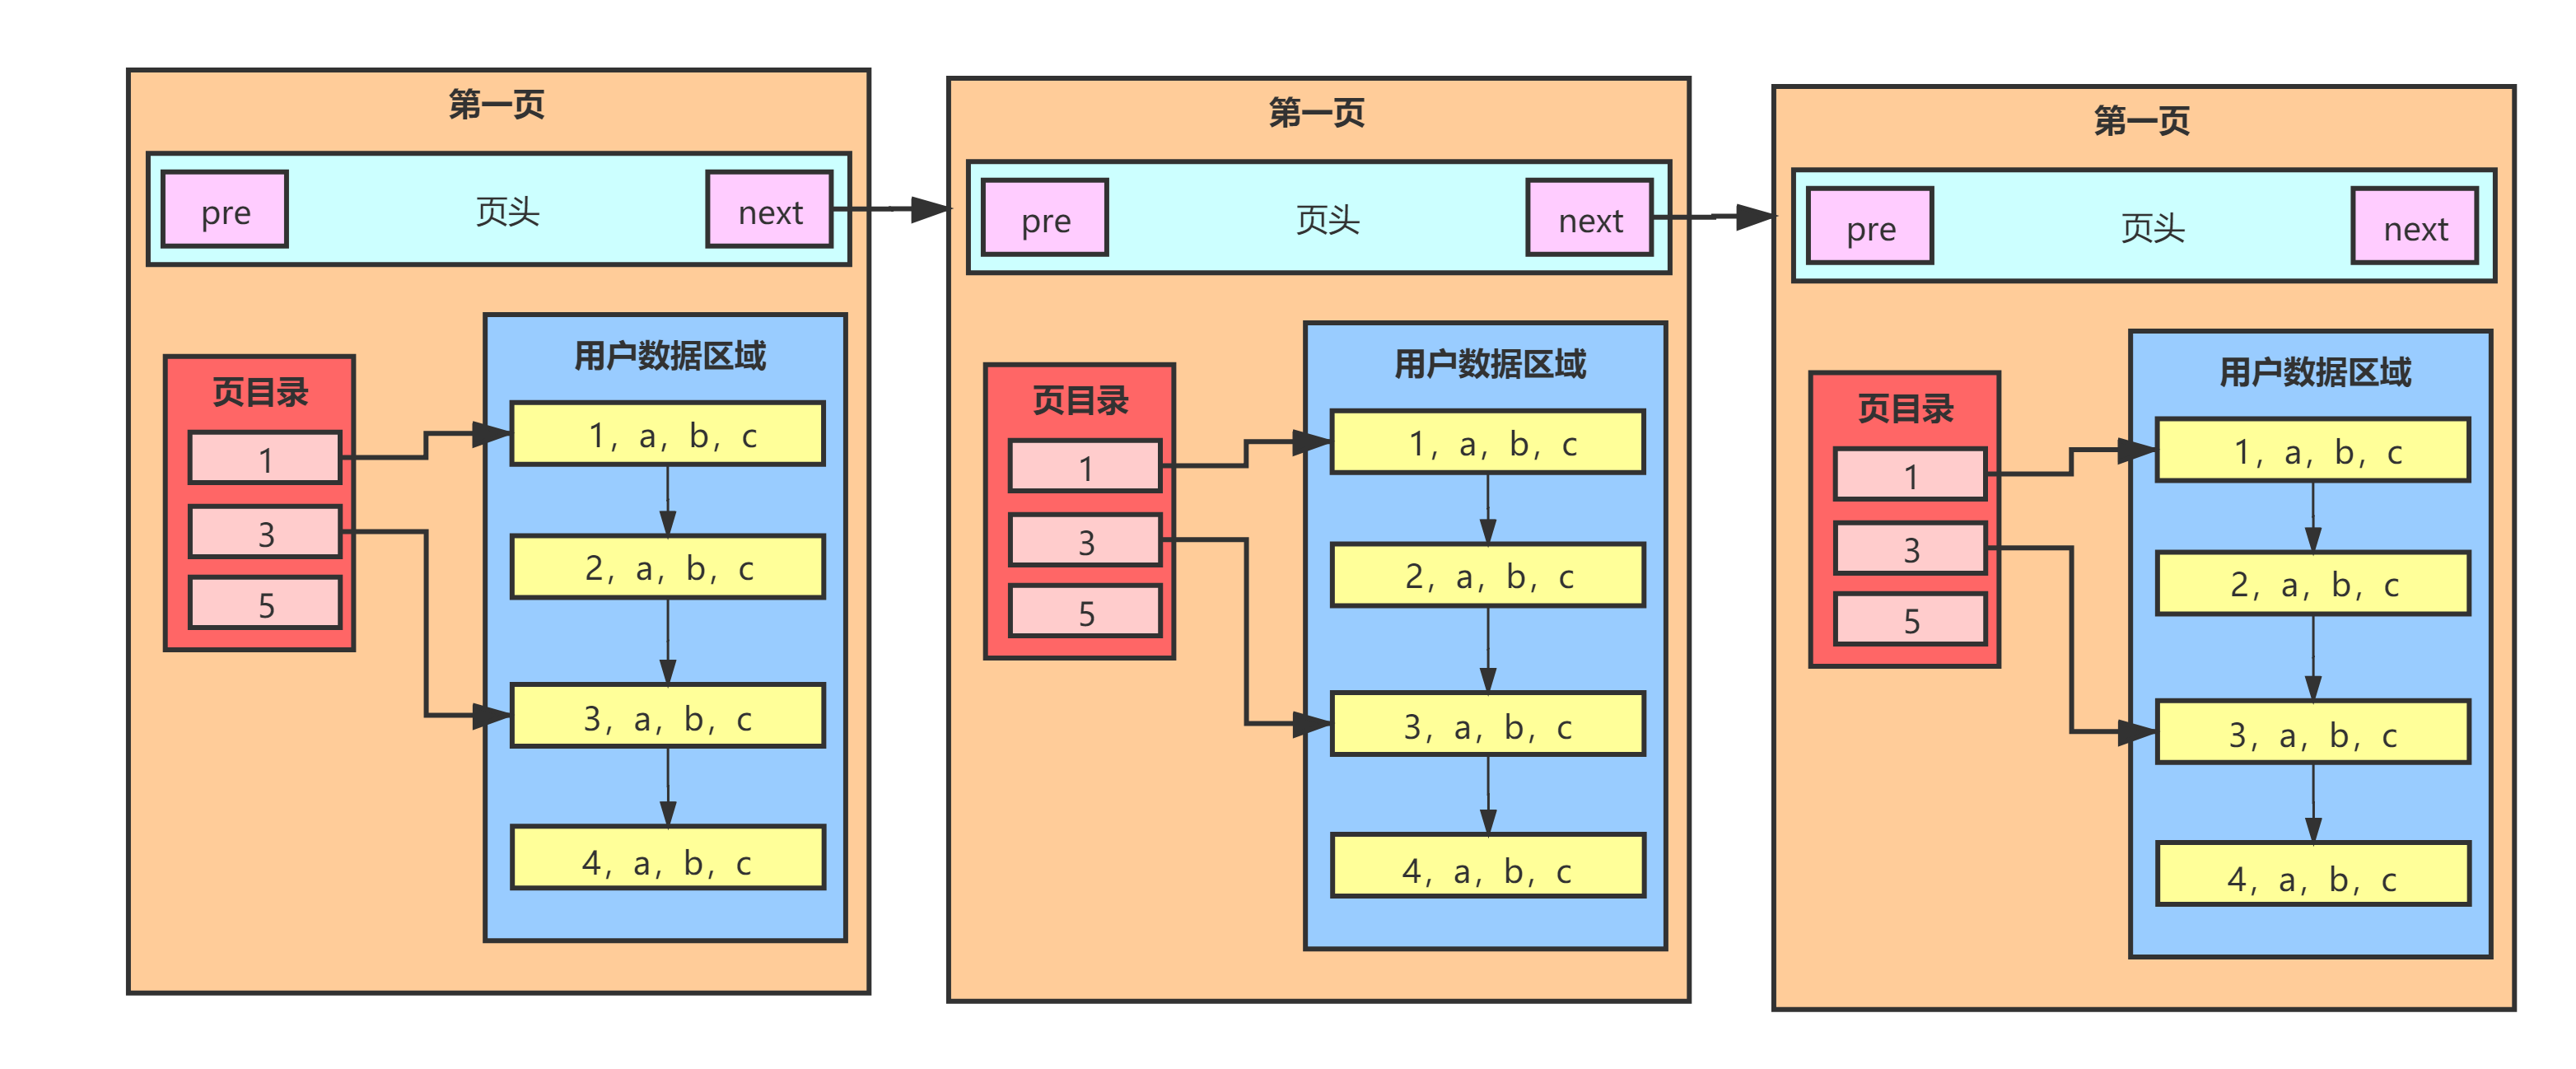 第一页
pre 页头 next
页目录
1
3
5
用户数据区域
1，a，b，c
2，a，b，c
3，a，b，c
4，a，b，c
第一页
pre 页头 next
页目录
1
3
5
用户数据区域
1，a，b，c
2，a，b，c
3，a，b，c
4，a，b，c
第一页
pre 页头 next
页目录
1
3
5
用户数据区域
1，a，b，c
2，a，b，c
3，a，b，c
4，a，b，c